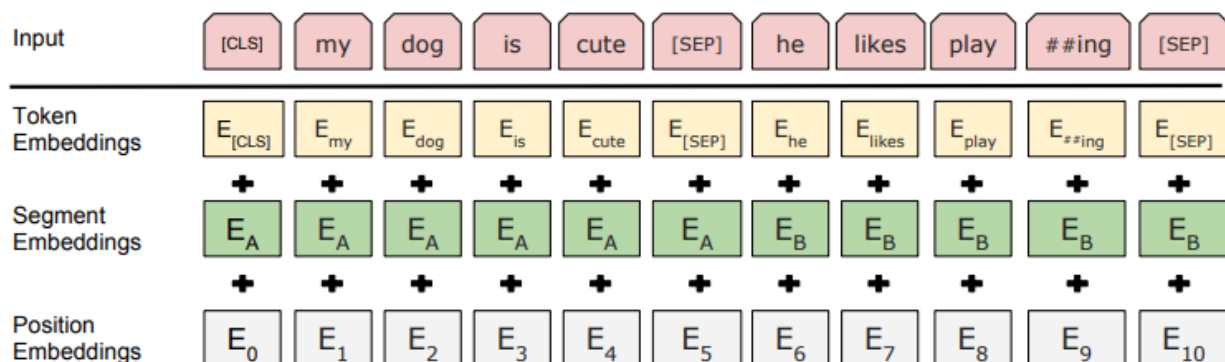 Input [CLS] my dog is cute [SEP] he likes play ##ing [SEP]
Token Embeddings E[CLS] Emy Edog Eis Ecute E[SEP] Ehe Elikes Eplay E##ing E[SEP]
+ + + + + + + + + + +
Segment Embeddings EA EA EA EA EA EA EB EB EB EB EB
+ + + + + + + + + + +
Position Embeddings E0 E1 E2 E3 E4 E5 E6 E7 E8 E9 E10